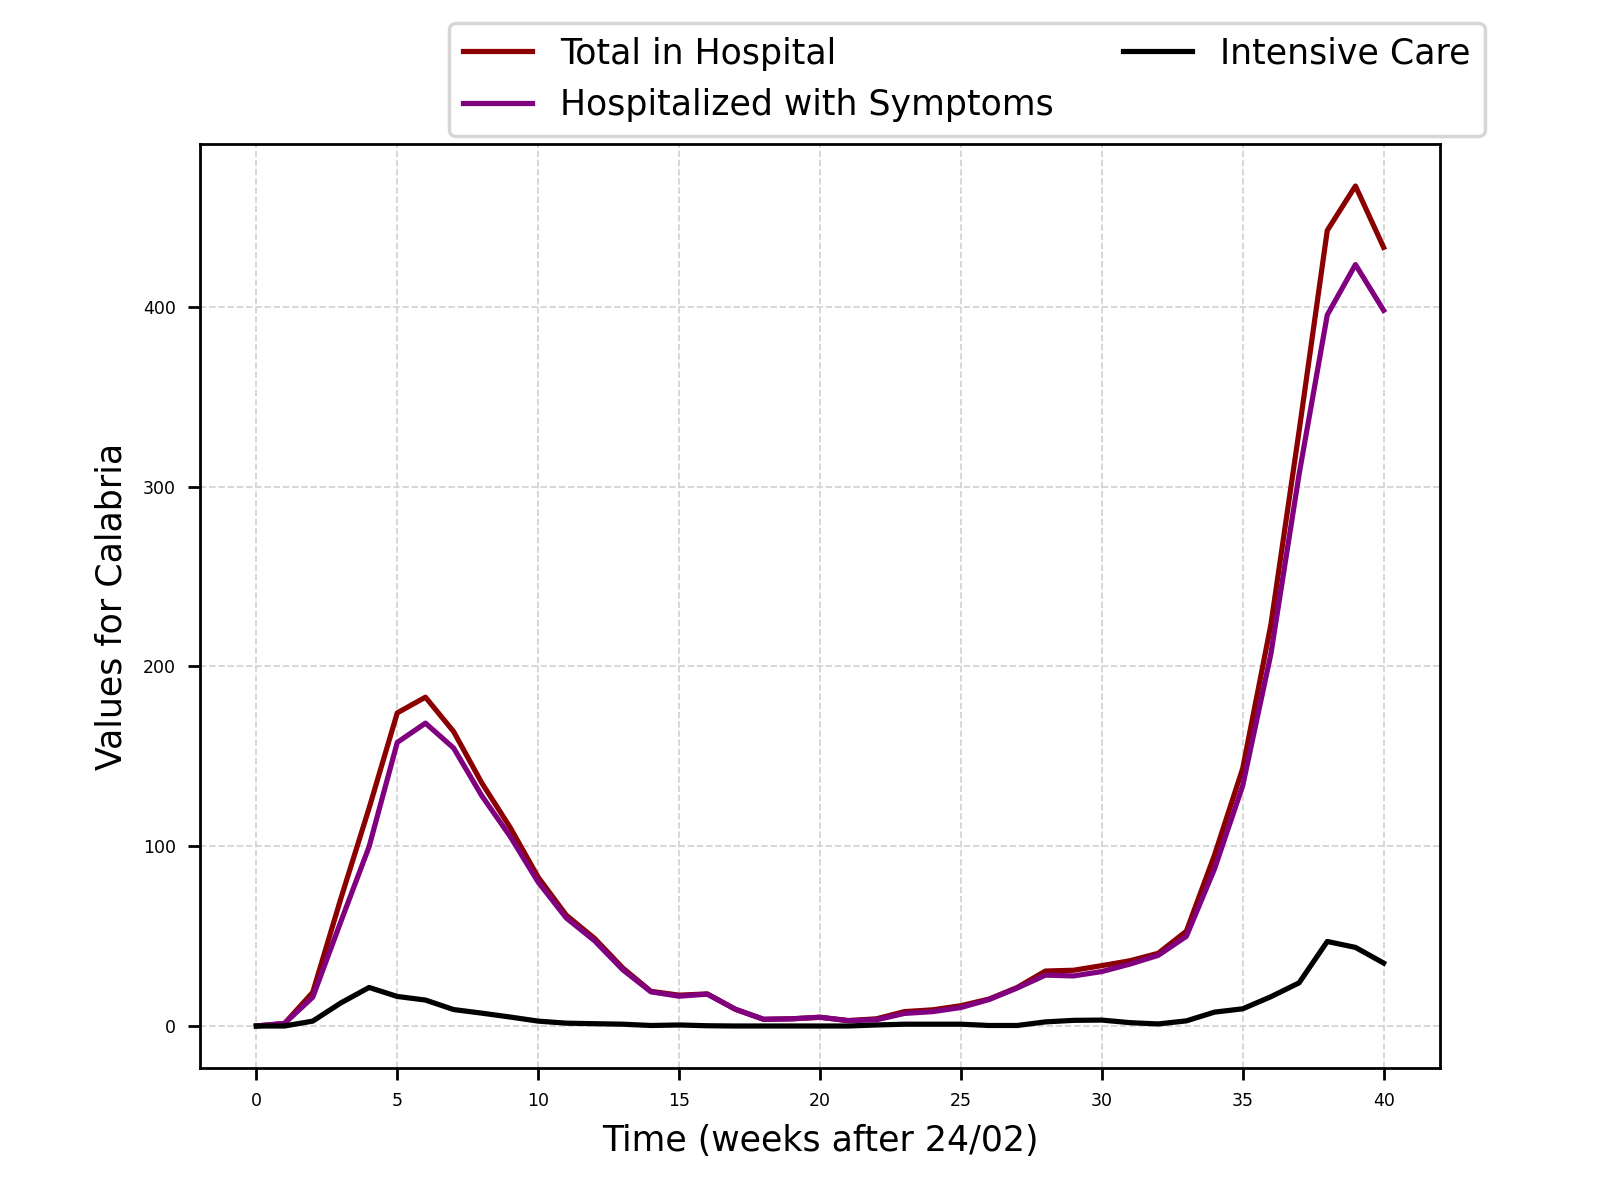 Total in Hospital
Hospitalized with Symptoms
Intensive Care
Values for Calabria
400
300
200
100
0
0 5 10 15 20 25 30 35 40
Time (weeks after 24/02)